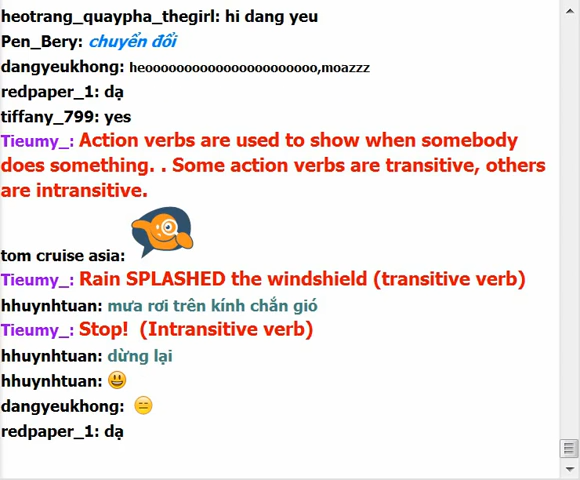 heotrang_quaypha_thegirl: hi dang yeu
Pen_Bery: chuyển đổi
dangyeukhong: heooooooooooooooooooooooo,moazzz
redpaper_1: dạ
tiffany_799: yes
Tieumy_: Action verbs are used to show when somebody
does something. . Some action verbs are transitive, others
are intransitive.
tom cruise asia:
Tieumy_: Rain SPLASHED the windshield (transitive verb)
hhuynhtuan: mưa rơi trên kính chắn gió
Tieumy_: Stop!  (Intransitive verb)
hhuynhtuan: dừng lại
hhuynhtuan: 😃
dangyeukhong: 😑
redpaper_1: dạ